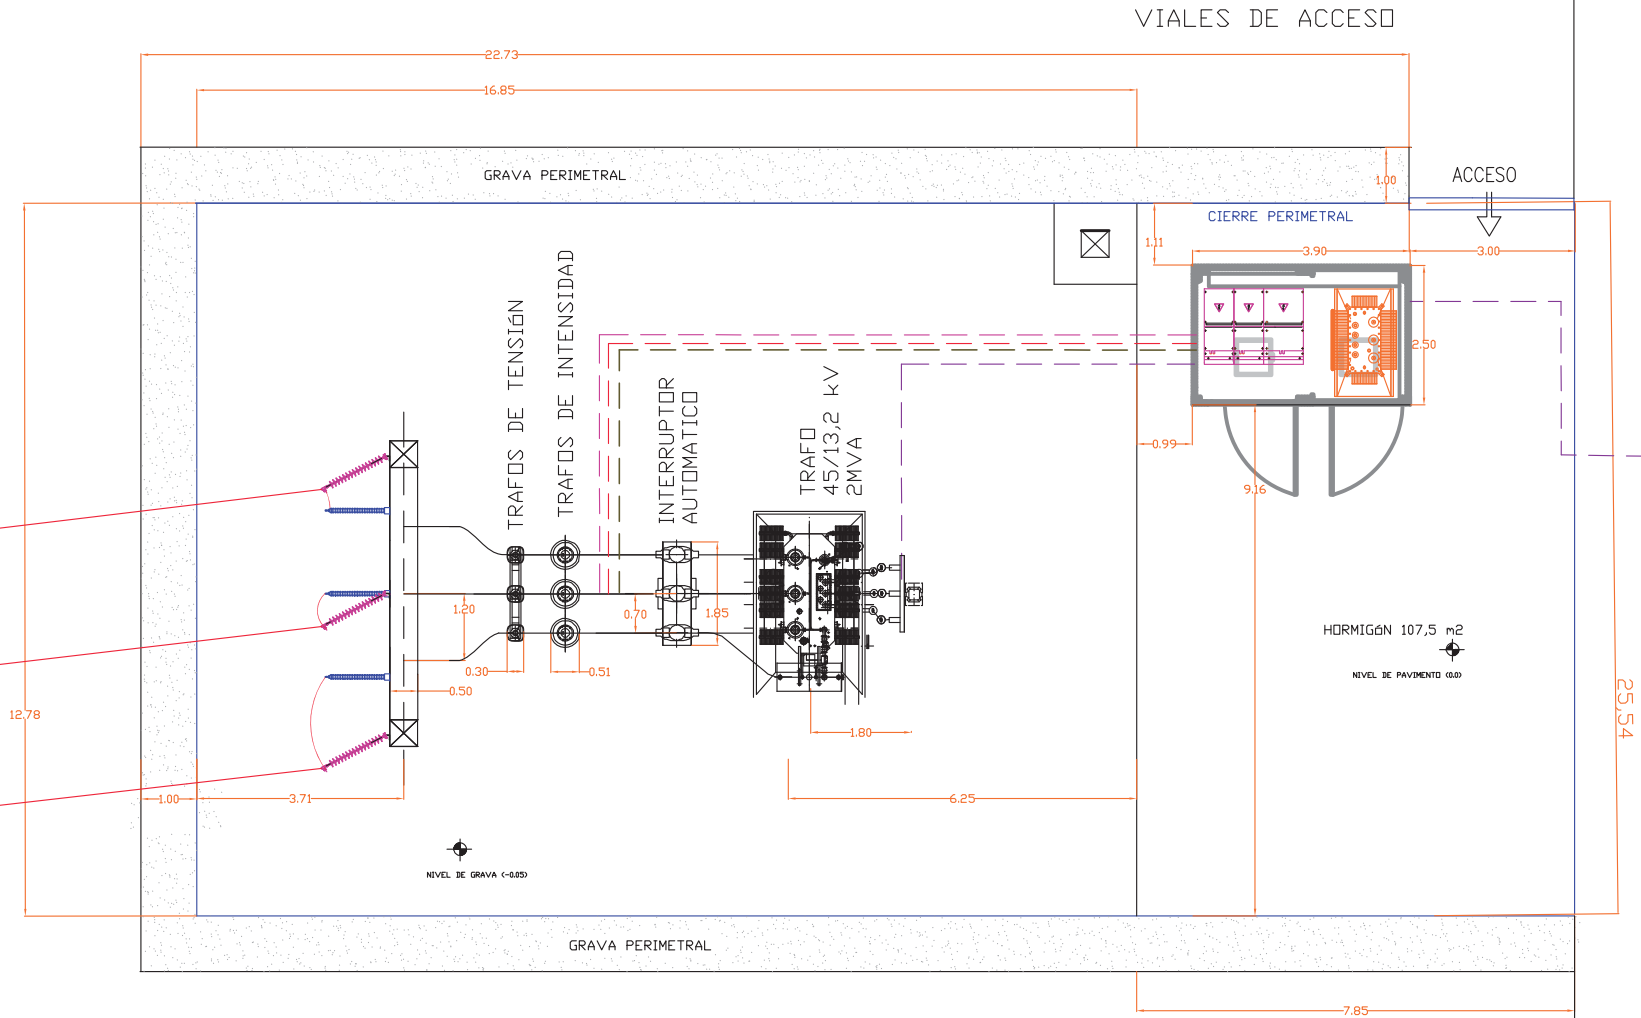 VIALES DE ACCESO
22.73
16.85
GRAVA PERIMETRAL
1.00
ACCESO
CIERRE PERIMETRAL
1.11
3.90
3.00
2.50
0.99
9.16
TRAFOS DE TENSIÓN
TRAFOS DE INTENSIDAD
INTERRUPTOR
AUTOMATICO
TRAFO
45/13,2 kV
2MVA
1.20
0.70
1.85
0.30
0.51
0.50
1.80
12.78
1.00
3.71
6.25
HORMIGóN 107,5 m2
NIVEL DE PAVIMENTO (0.0)
25,54
NIVEL DE GRAVA (-0.05)
GRAVA PERIMETRAL
7.85